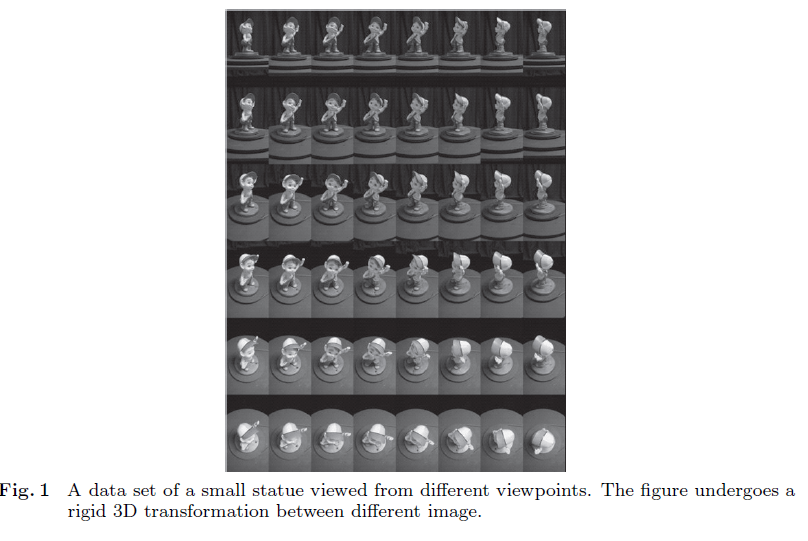 Fig. 1 A data set of a small statue viewed from different viewpoints. The figure undergoes a
rigid 3D transformation between different image.